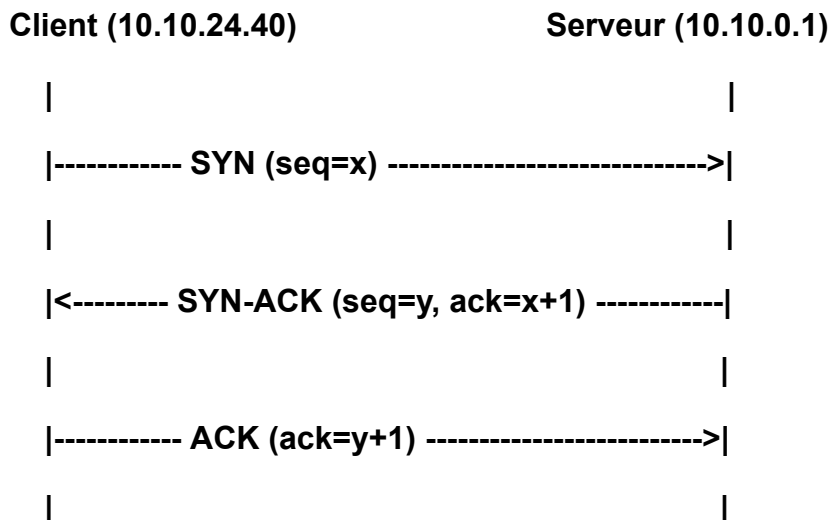 Client (10.10.24.40) Serveur (10.10.0.1)
| |
|------------ SYN (seq=x) ------------------------------>|
| |
|<--------- SYN-ACK (seq=y, ack=x+1) ------------|
| |
|------------ ACK (ack=y+1) -------------------------->|
| |